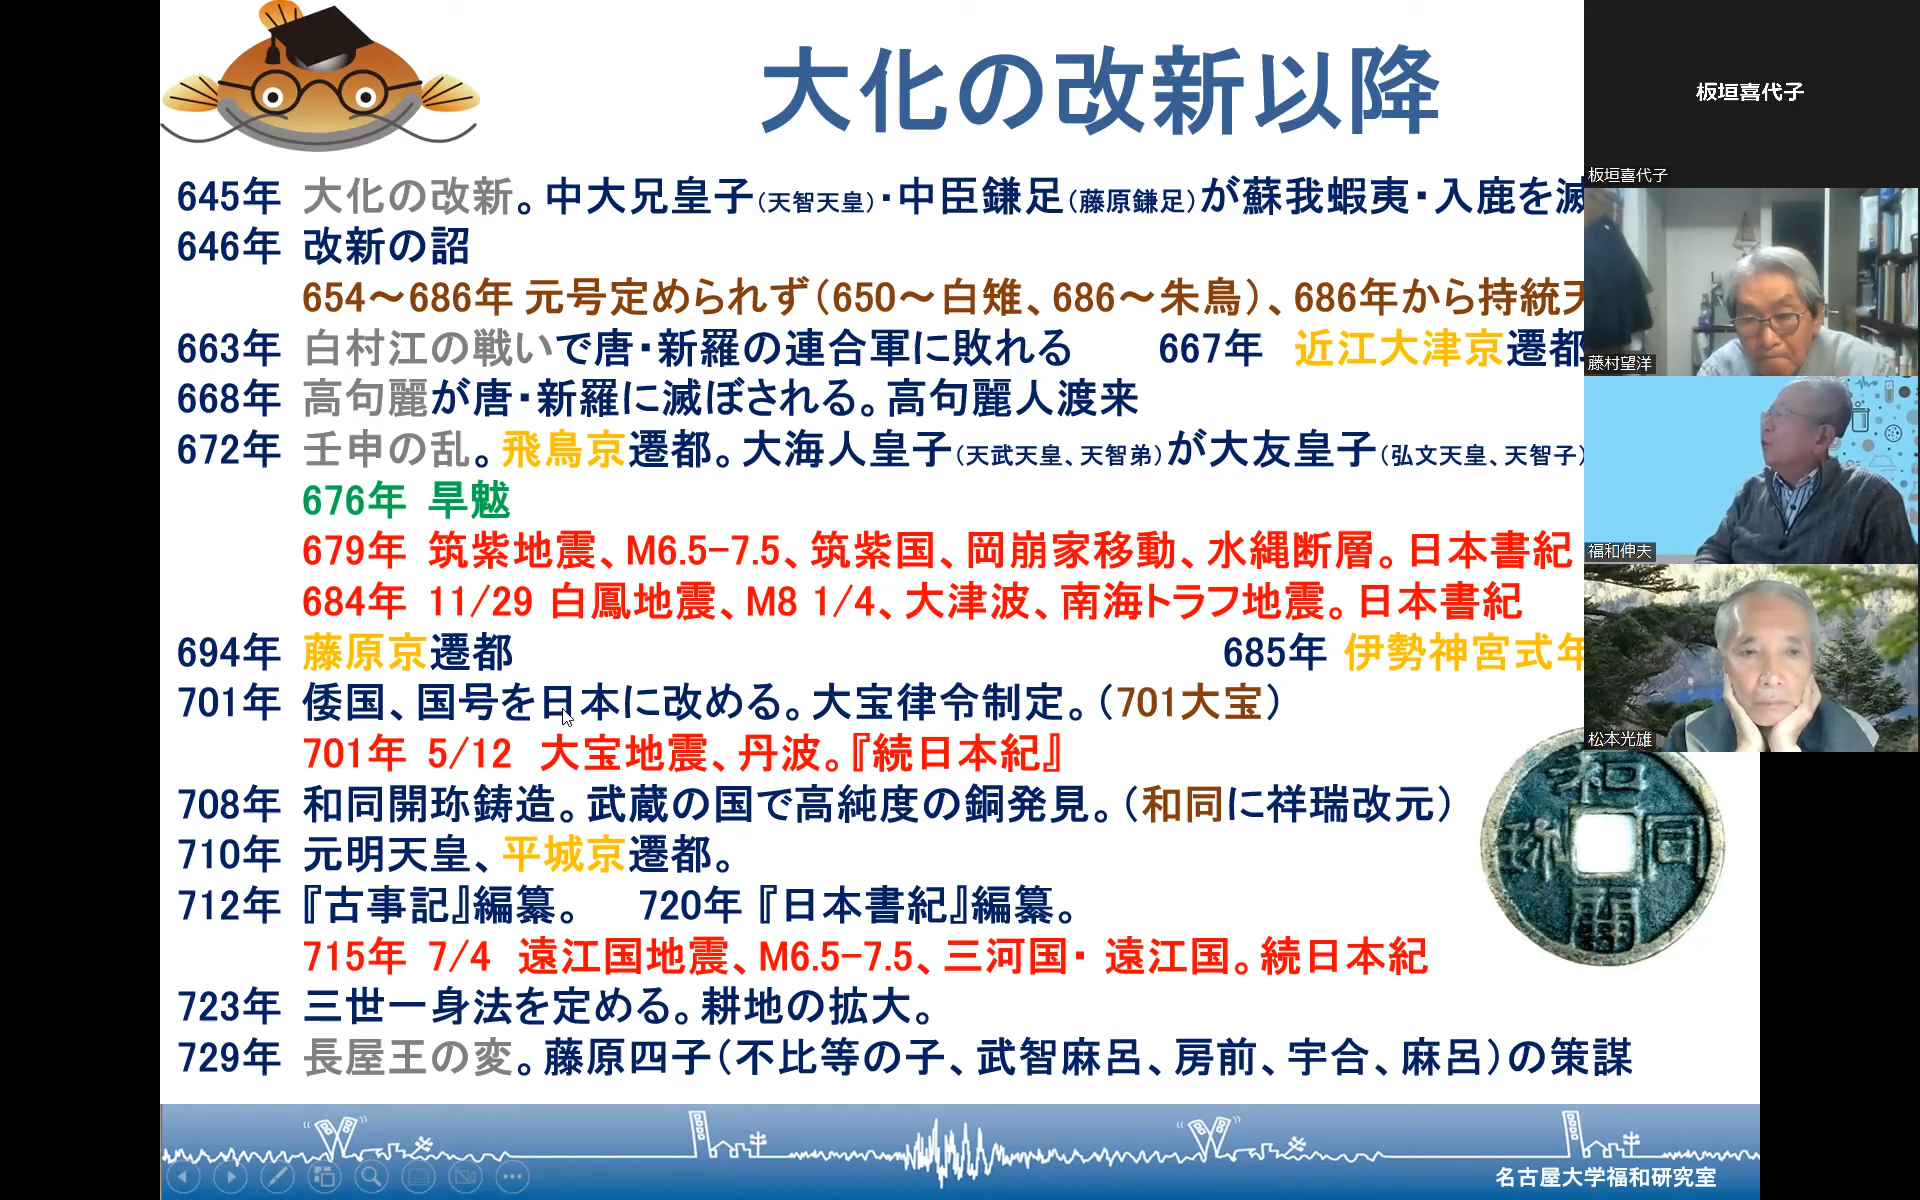 大化の改新以降
645年 大化の改新。中大兄皇子(天智天皇)・中臣鎌足(藤原鎌足)が蘇我蝦夷・入鹿を滅
646年 改新の詔
654～686年 元号定められず(650～白雉、686～朱鳥)、686年から持統天
663年 白村江の戦いで唐・新羅の連合軍に敗れる 667年 近江大津京遷都
668年 高句麗が唐・新羅に滅ぼされる。高句麗人渡来
672年 壬申の乱。飛鳥京遷都。大海人皇子(天武天皇、天智弟)が大友皇子(弘文天皇、天智子)
676年 旱魃
679年 筑紫地震、M6.5-7.5、筑紫国、岡崩家移動、水縄断層。日本書紀
684年 11/29 白鳳地震、M8 1/4、大津波、南海トラフ地震。日本書紀
694年 藤原京遷都 685年 伊勢神宮式年
701年 倭国、国号を日本に改める。大宝律令制定。(701大宝)
701年 5/12 大宝地震、丹波。『続日本紀』
708年 和同開珎鋳造。武蔵の国で高純度の銅発見。(和同に祥瑞改元)
710年 元明天皇、平城京遷都。
712年 『古事記』編纂。 720年 『日本書紀』編纂。
715年 7/4 遠江国地震、M6.5-7.5、三河国・ 遠江国。続日本紀
723年 三世一身法を定める。耕地の拡大。
729年 長屋王の変。藤原四子(不比等の子、武智麻呂、房前、宇合、麻呂)の策謀
和同開珎
名古屋大学福和研究室
板垣喜代子
板垣喜代子
藤村望洋
福和伸夫
松本光雄